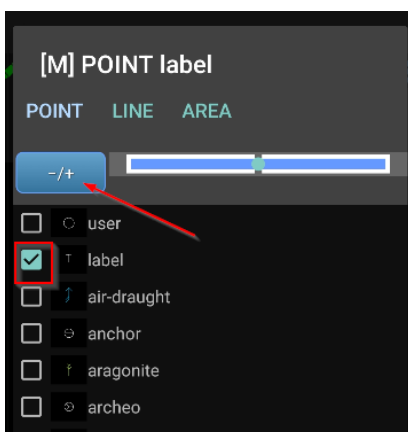 [M] POINT label
POINT LINE AREA
-/+
user
T label
air-draught
anchor
aragonite
archeo